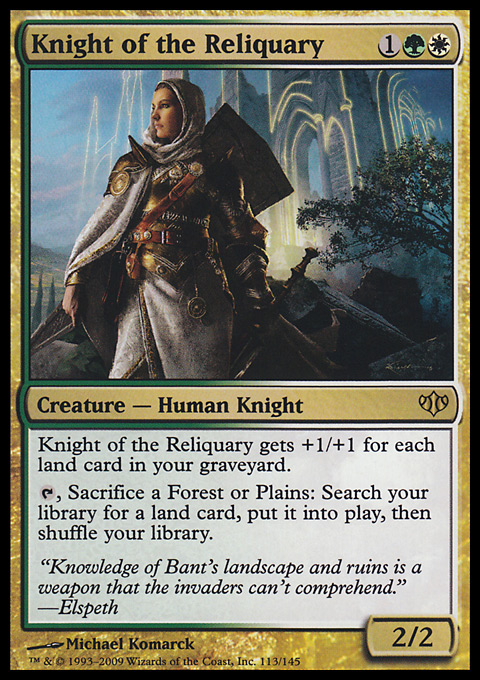 Knight of the Reliquary 1
Creature — Human Knight
Knight of the Reliquary gets +1/+1 for each
land card in your graveyard.
, Sacrifice a Forest or Plains: Search your
library for a land card, put it into play, then
shuffle your library.
“Knowledge of Bant’s landscape and ruins is a
weapon that the invaders can’t comprehend.”
—Elspeth
Michael Komarck
2/2
™ & © 1993–2009 Wizards of the Coast, Inc. 113/145